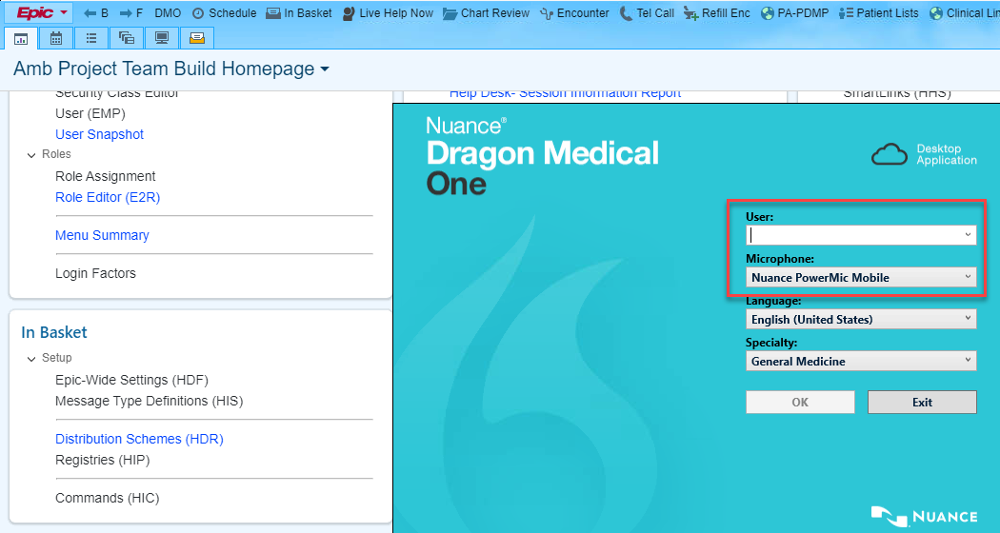 Epic B F DMO Schedule In Basket Live Help Now Chart Review Encounter Tel Call Refill Enc PA-PDMP Patient Lists Clinical Lin
Amb Project Team Build Homepage
Security Class Editor
User (EMP)
User Snapshot
Roles
Role Assignment
Role Editor (E2R)
Menu Summary
Login Factors
In Basket
Setup
Epic-Wide Settings (HDF)
Message Type Definitions (HIS)
Distribution Schemes (HDR)
Registries (HIP)
Commands (HIC)
Help Desk- Session Information Report
SmartLinks (HHS)
Nuance®
Dragon Medical
One
Desktop
Application
User:
Microphone:
Nuance PowerMic Mobile
Language:
English (United States)
Specialty:
General Medicine
OK Exit
NUANCE